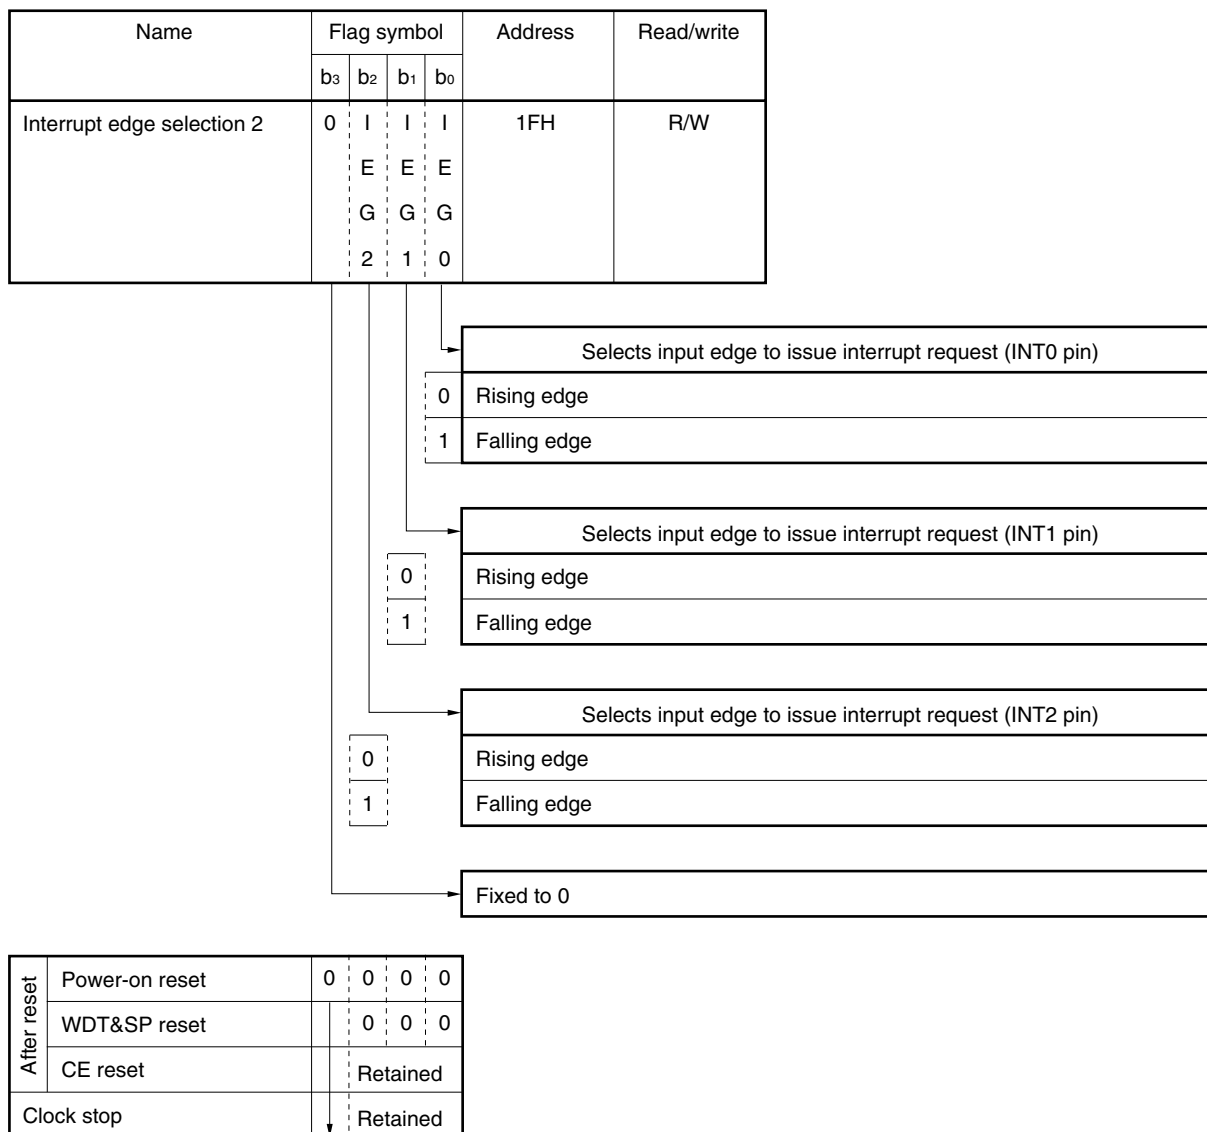 Name Flag symbol Address Read/write
b3 b2 b1 b0
Interrupt edge selection 2 0 I I I 1FH R/W
E E E
G G G
2 1 0
Selects input edge to issue interrupt request (INT0 pin)
0 Rising edge
1 Falling edge
Selects input edge to issue interrupt request (INT1 pin)
0 Rising edge
1 Falling edge
Selects input edge to issue interrupt request (INT2 pin)
0 Rising edge
1 Falling edge
Fixed to 0
After reset
Power-on reset 0 0 0 0
WDT&SP reset 0 0 0
CE reset Retained
Clock stop Retained